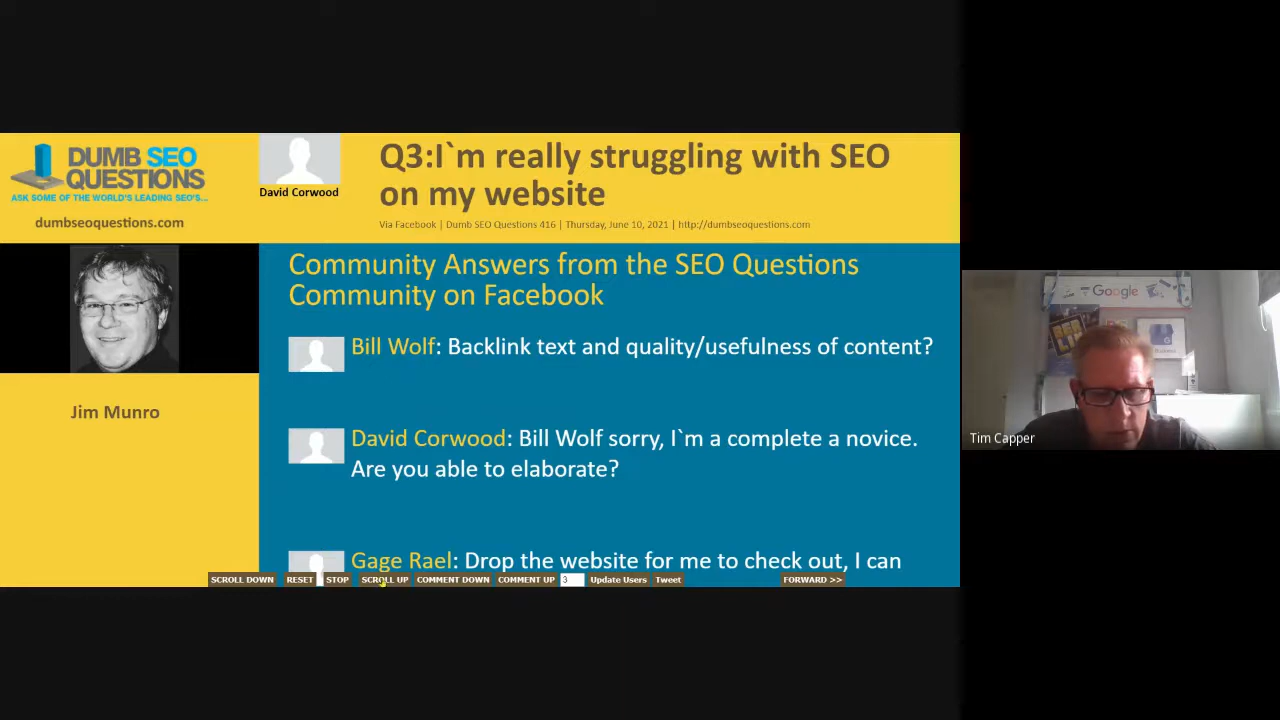 DUMB SEO
QUESTIONS
ASK SOME OF THE WORLD'S LEADING SEO'S...
dumbseoquestions.com
David Corwood
Q3:I`m really struggling with SEO
on my website
Via Facebook | Dumb SEO Questions 416 | Thursday, June 10, 2021 | http://dumbseoquestions.com
Jim Munro
Community Answers from the SEO Questions
Community on Facebook
Bill Wolf: Backlink text and quality/usefulness of content?
David Corwood: Bill Wolf sorry, I`m a complete a novice.
Are you able to elaborate?
Gage Rael: Drop the website for me to check out, I can
SCROLL DOWN RESET STOP SCROLL UP COMMENT DOWN COMMENT UP 3 Update Users Tweet FORWARD >>
Google
Tim Capper